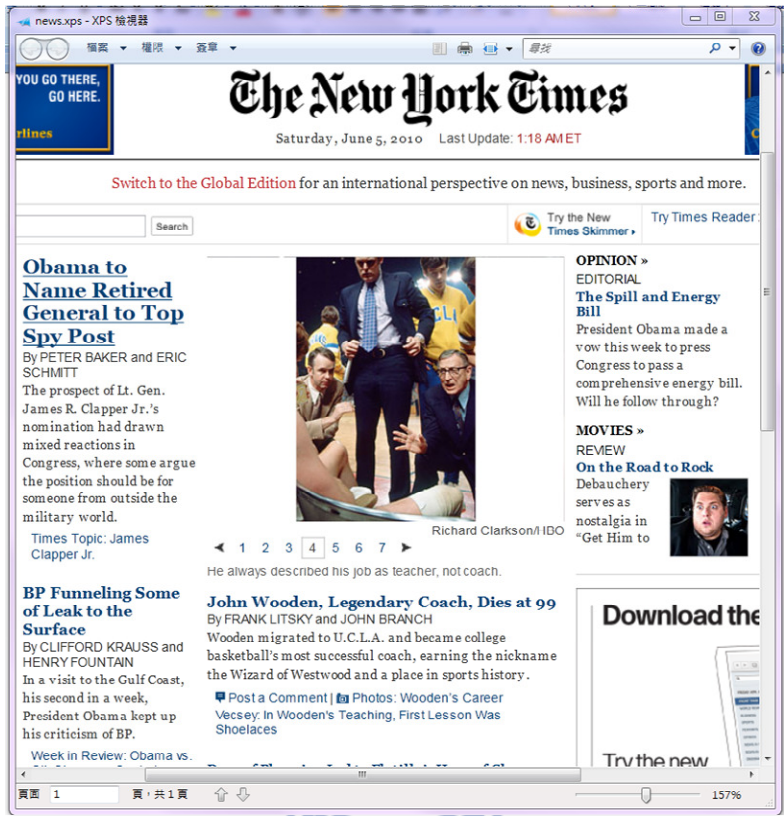 news.xps - XPS 檢視器
檔案 權限 簽章 尋找
YOU GO THERE,
GO HERE.
rlines
The New York Times
Saturday, June 5, 2010 Last Update: 1:18 AM ET
Switch to the Global Edition for an international perspective on news, business, sports and more.
Search
Try the New
Times Skimmer
Try Times Reader
Obama to
Name Retired
General to Top
Spy Post
By PETER BAKER and ERIC
SCHMITT
The prospect of Lt. Gen.
James R. Clapper Jr.'s
nomination had drawn
mixed reactions in
Congress, where some argue
the position should be for
someone from outside the
military world.
Times Topic: James
Clapper Jr.
BP Funneling Some
of Leak to the
Surface
By CLIFFORD KRAUSS and
HENRY FOUNTAIN
In a visit to the Gulf Coast,
his second in a week,
President Obama kept up
his criticism of BP.
Week in Review: Obama vs.
CLA
Richard Clarkson/HBO
1 2 3 4 5 6 7
He always described his job as teacher, not coach.
John Wooden, Legendary Coach, Dies at 99
By FRANK LITSKY and JOHN BRANCH
Wooden migrated to U.C.L.A. and became college
basketball's most successful coach, earning the nickname
the Wizard of Westwood and a place in sports history.
Post a Comment | Photos: Wooden's Career
Vecsey: In Wooden's Teaching, First Lesson Was
Shoelaces
OPINION »
EDITORIAL
The Spill and Energy
Bill
President Obama made a
vow this week to press
Congress to pass a
comprehensive energy bill.
Will he follow through?
MOVIES »
REVIEW
On the Road to Rock
Debauchery
serves as
nostalgia in
"Get Him to
Download the
Try the new
頁面 1 頁，共 1 頁
157%